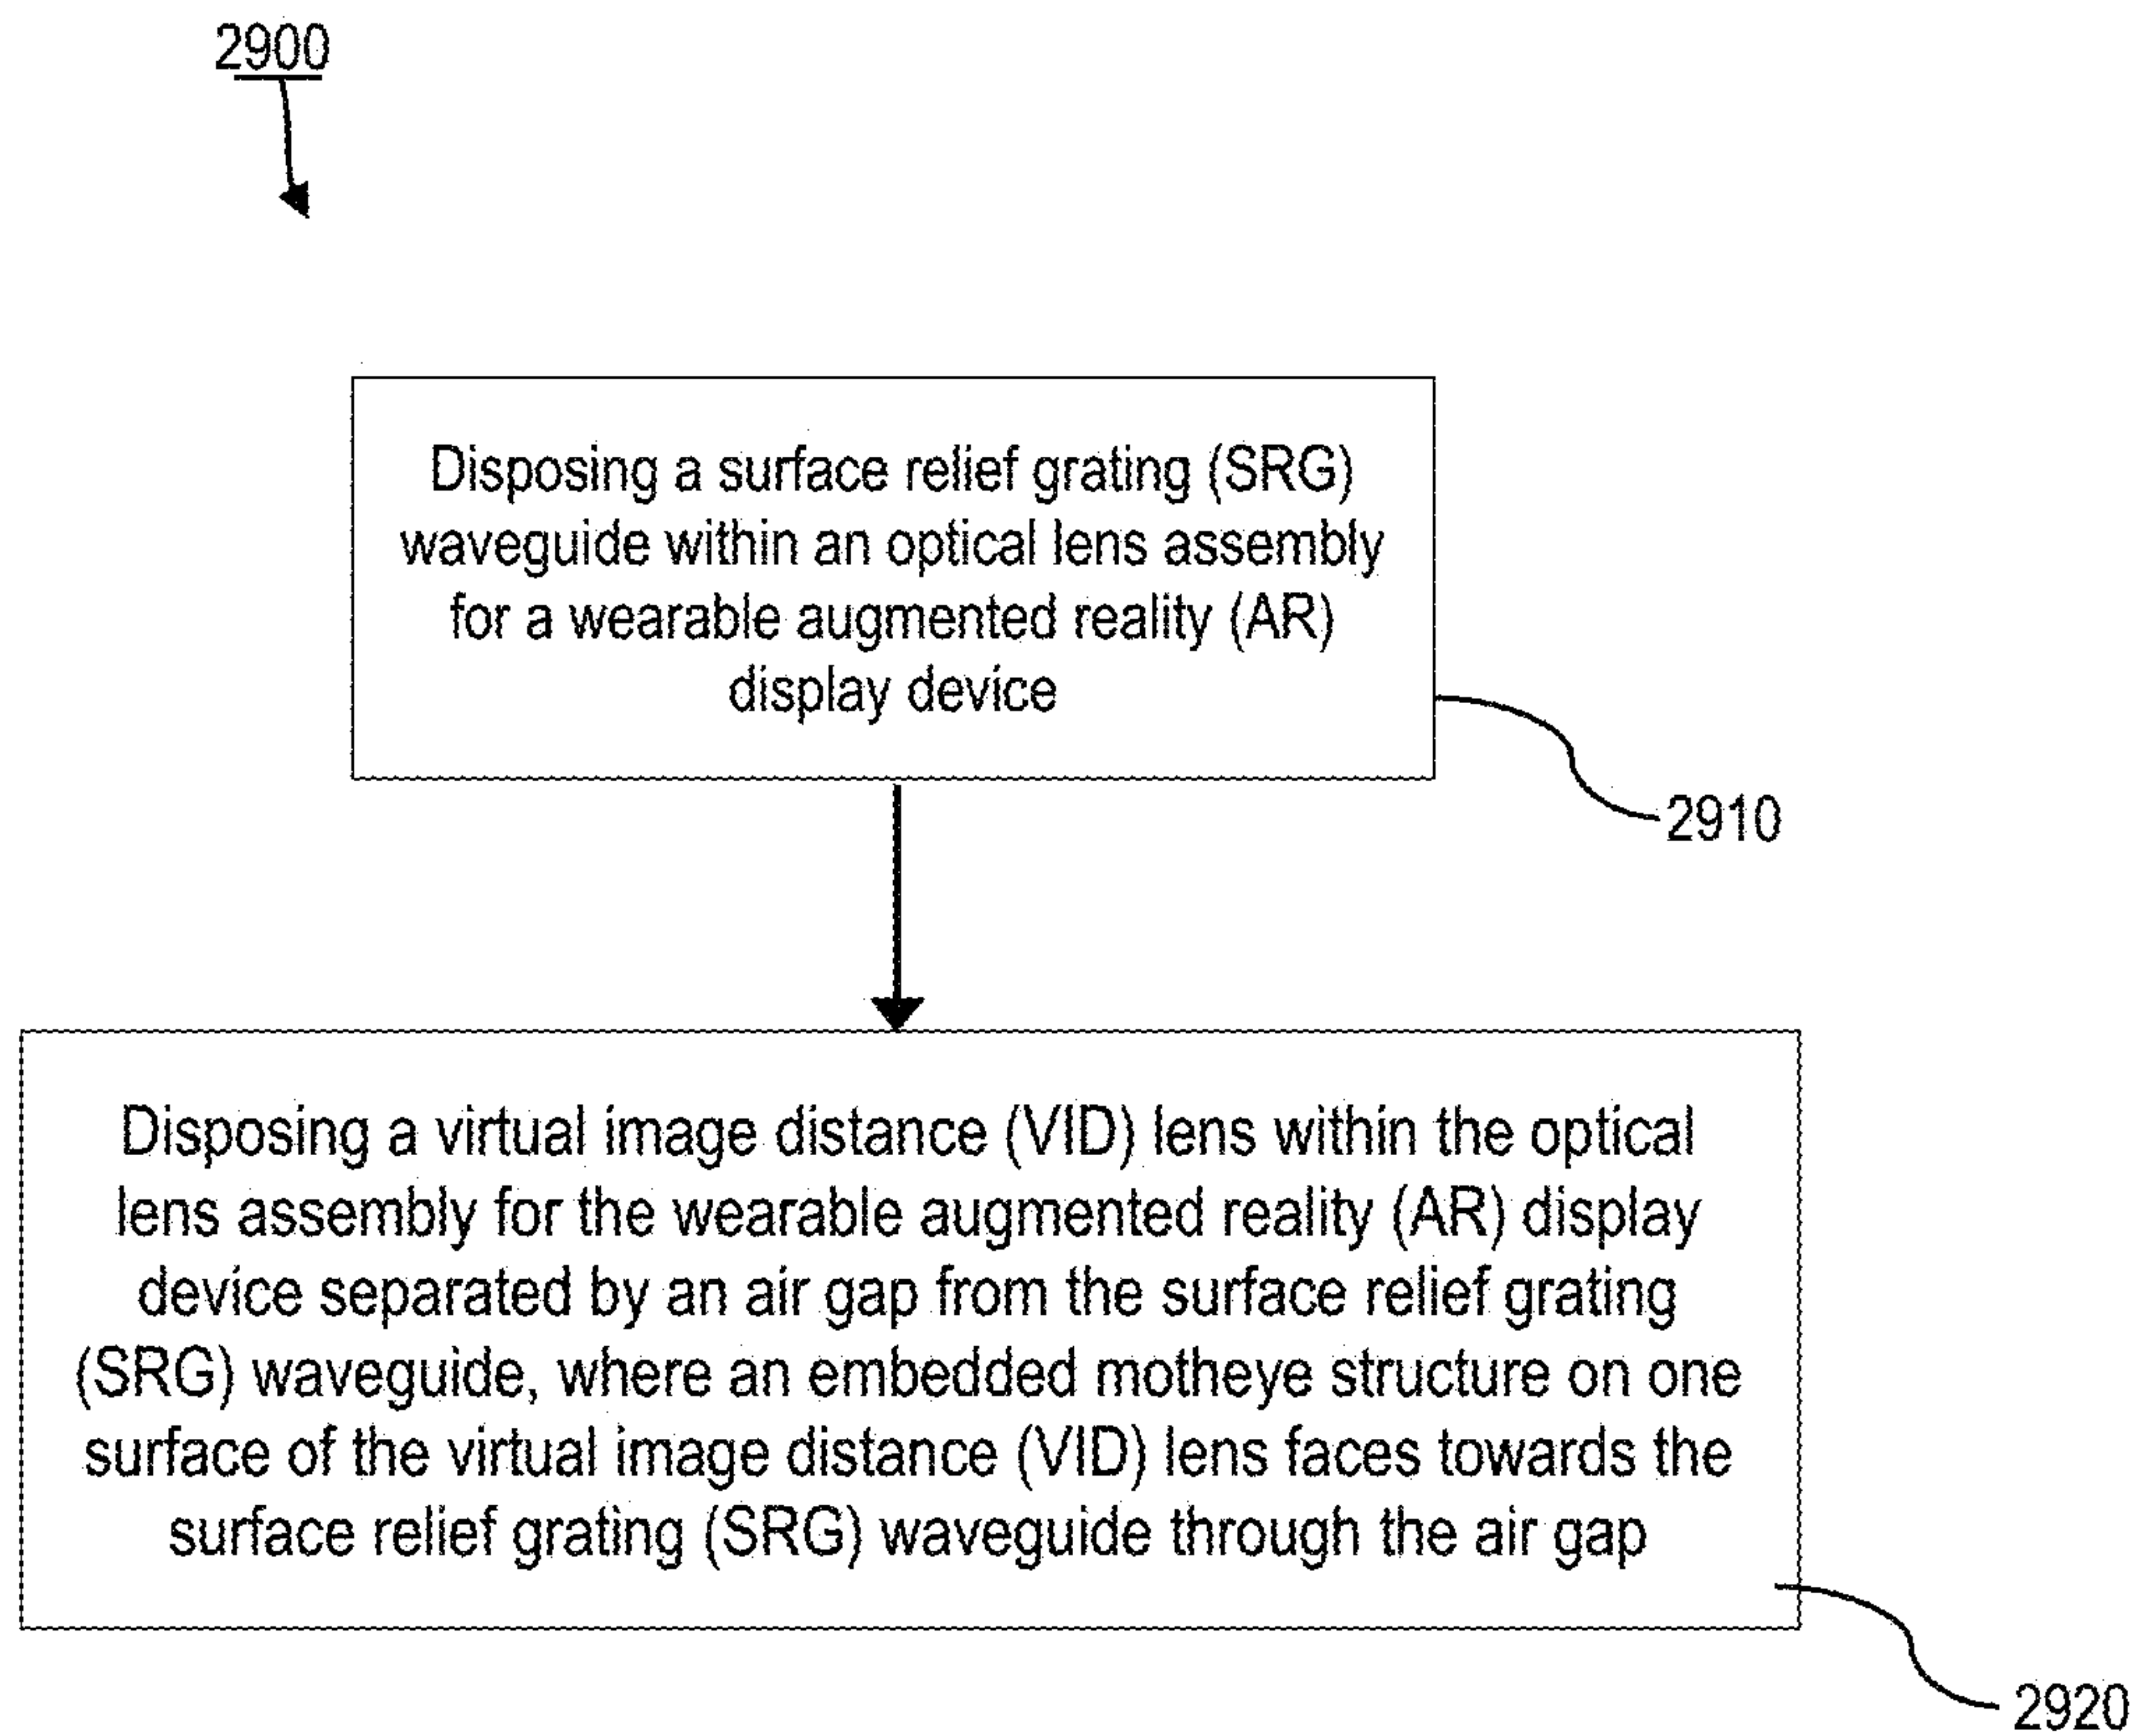 2900
Disposing a surface relief grating (SRG)
waveguide within an optical lens assembly
for a wearable augmented reality (AR)
display device
2910
Disposing a virtual image distance (VID) lens within the optical
lens assembly for the wearable augmented reality (AR) display
device separated by an air gap from the surface relief grating
(SRG) waveguide, where an embedded motheye structure on one
surface of the virtual image distance (VID) lens faces towards the
surface relief grating (SRG) waveguide through the air gap
2920